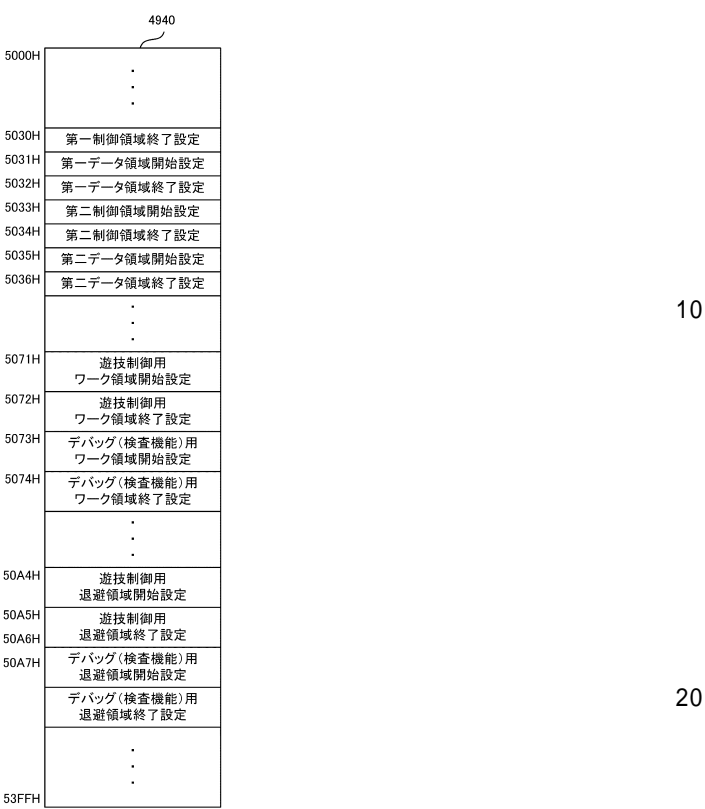 4940
5000H
・
・
・
5030H 第一制御領域終了設定
5031H 第一データ領域開始設定
5032H 第一データ領域終了設定
5033H 第二制御領域開始設定
5034H 第二制御領域終了設定
5035H 第二データ領域開始設定
5036H 第二データ領域終了設定
・
・
・
10
5071H 遊技制御用
ワーク領域開始設定
5072H 遊技制御用
ワーク領域終了設定
5073H デバッグ(検査機能)用
ワーク領域開始設定
5074H デバッグ(検査機能)用
ワーク領域終了設定
・
・
・
50A4H 遊技制御用
退避領域開始設定
50A5H 遊技制御用
50A6H 退避領域終了設定
50A7H デバッグ(検査機能)用
退避領域開始設定
デバッグ(検査機能)用
退避領域終了設定
20
・
・
・
53FFH